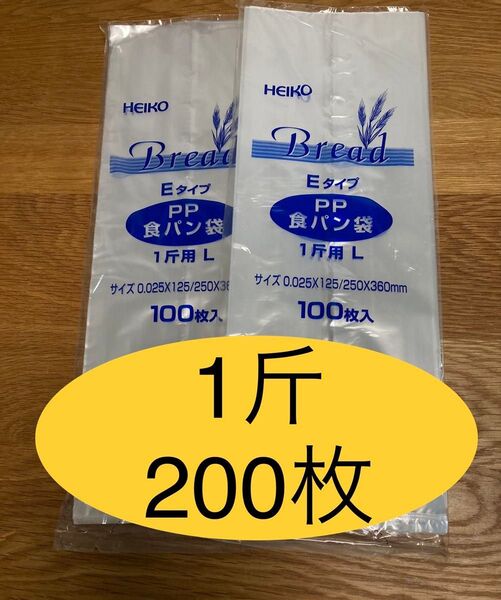 HEIKO
Bread
Eタイプ
PP
食パン袋
1斤用 L
サイズ 0.025X125/250X36
100枚入
HEIKO
Bread
Eタイプ
PP
食パン袋
1斤用 L
サイズ 0.025X125/250X360mm
100枚入
1斤
200枚